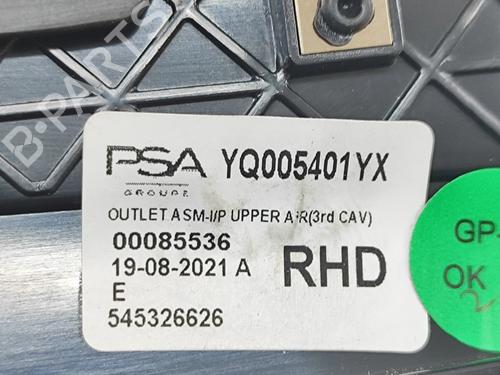 B-PARTS
PSA YQ005401YX
GROUPE
OUTLET ASM-I/P UPPER AIR(3rd CAV)
00085536
19-08-2021 A
RHD
E
545326626
GP-
OK